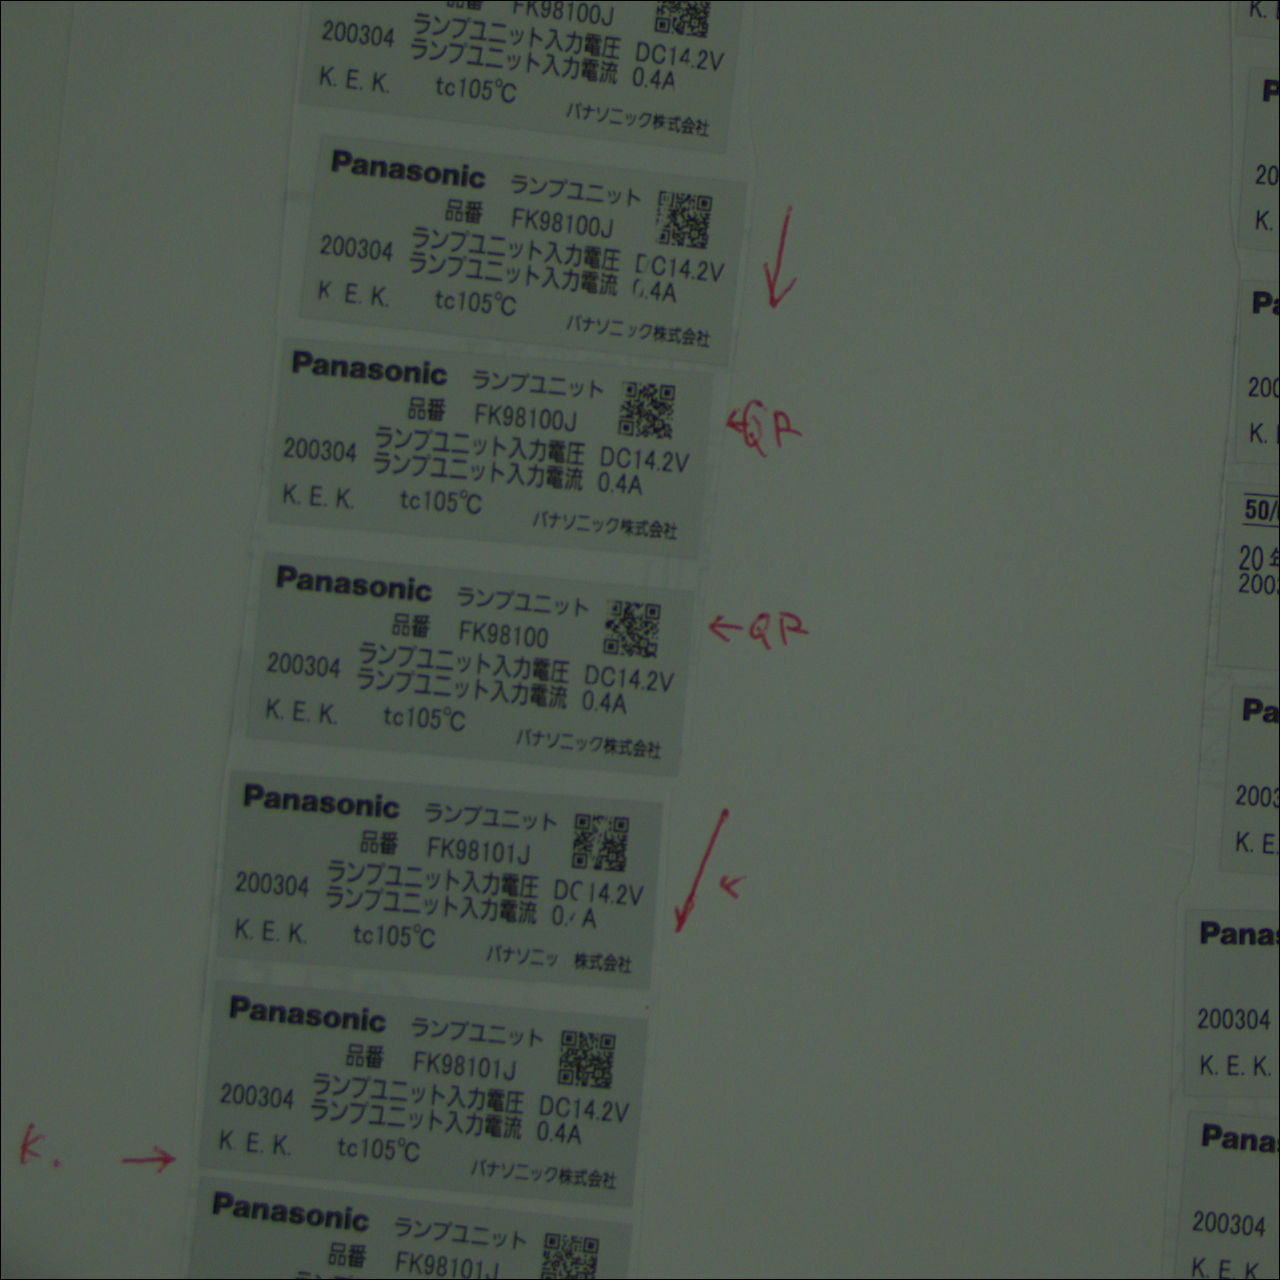 品番 FK98100J
200304 ランプユニット入力電圧 DC14.2V
ランプユニット入力電流 0.4A
K. E. K. tc105℃
パナソニック株式会社
Panasonic ランプユニット
品番 FK98100J
200304 ランプユニット入力電圧 DC14.2V
ランプユニット入力電流 0.4A
K E. K. tc105℃
パナソニック株式会社
Panasonic ランプユニット
品番 FK98100J
200304 ランプユニット入力電圧 DC14.2V
ランプユニット入力電流 0.4A
K. E. K. tc105℃
パナソニック株式会社
←QR
Panasonic ランプユニット
品番 FK98100
200304 ランプユニット入力電圧 DC14.2V
ランプユニット入力電流 0.4A
K. E. K. tc105℃
パナソニック株式会社
←QR
Panasonic ランプユニット
品番 FK98101J
200304 ランプユニット入力電圧 DC14.2V
ランプユニット入力電流 0. A
K. E. K. tc105℃
パナソニッ 株式会社
Panasonic ランプユニット
品番 FK98101J
200304 ランプユニット入力電圧 DC14.2V
ランプユニット入力電流 0.4A
K E. K. tc105℃
パナソニック株式会社
K. →
Panasonic ランプユニット
品番 FK98101J
K.
P
20
K.
Pa
200
K.
50/
20年
200
Pa
2003
K. E.
Panas
200304
K. E. K.
Panas
200304
K. E. K.